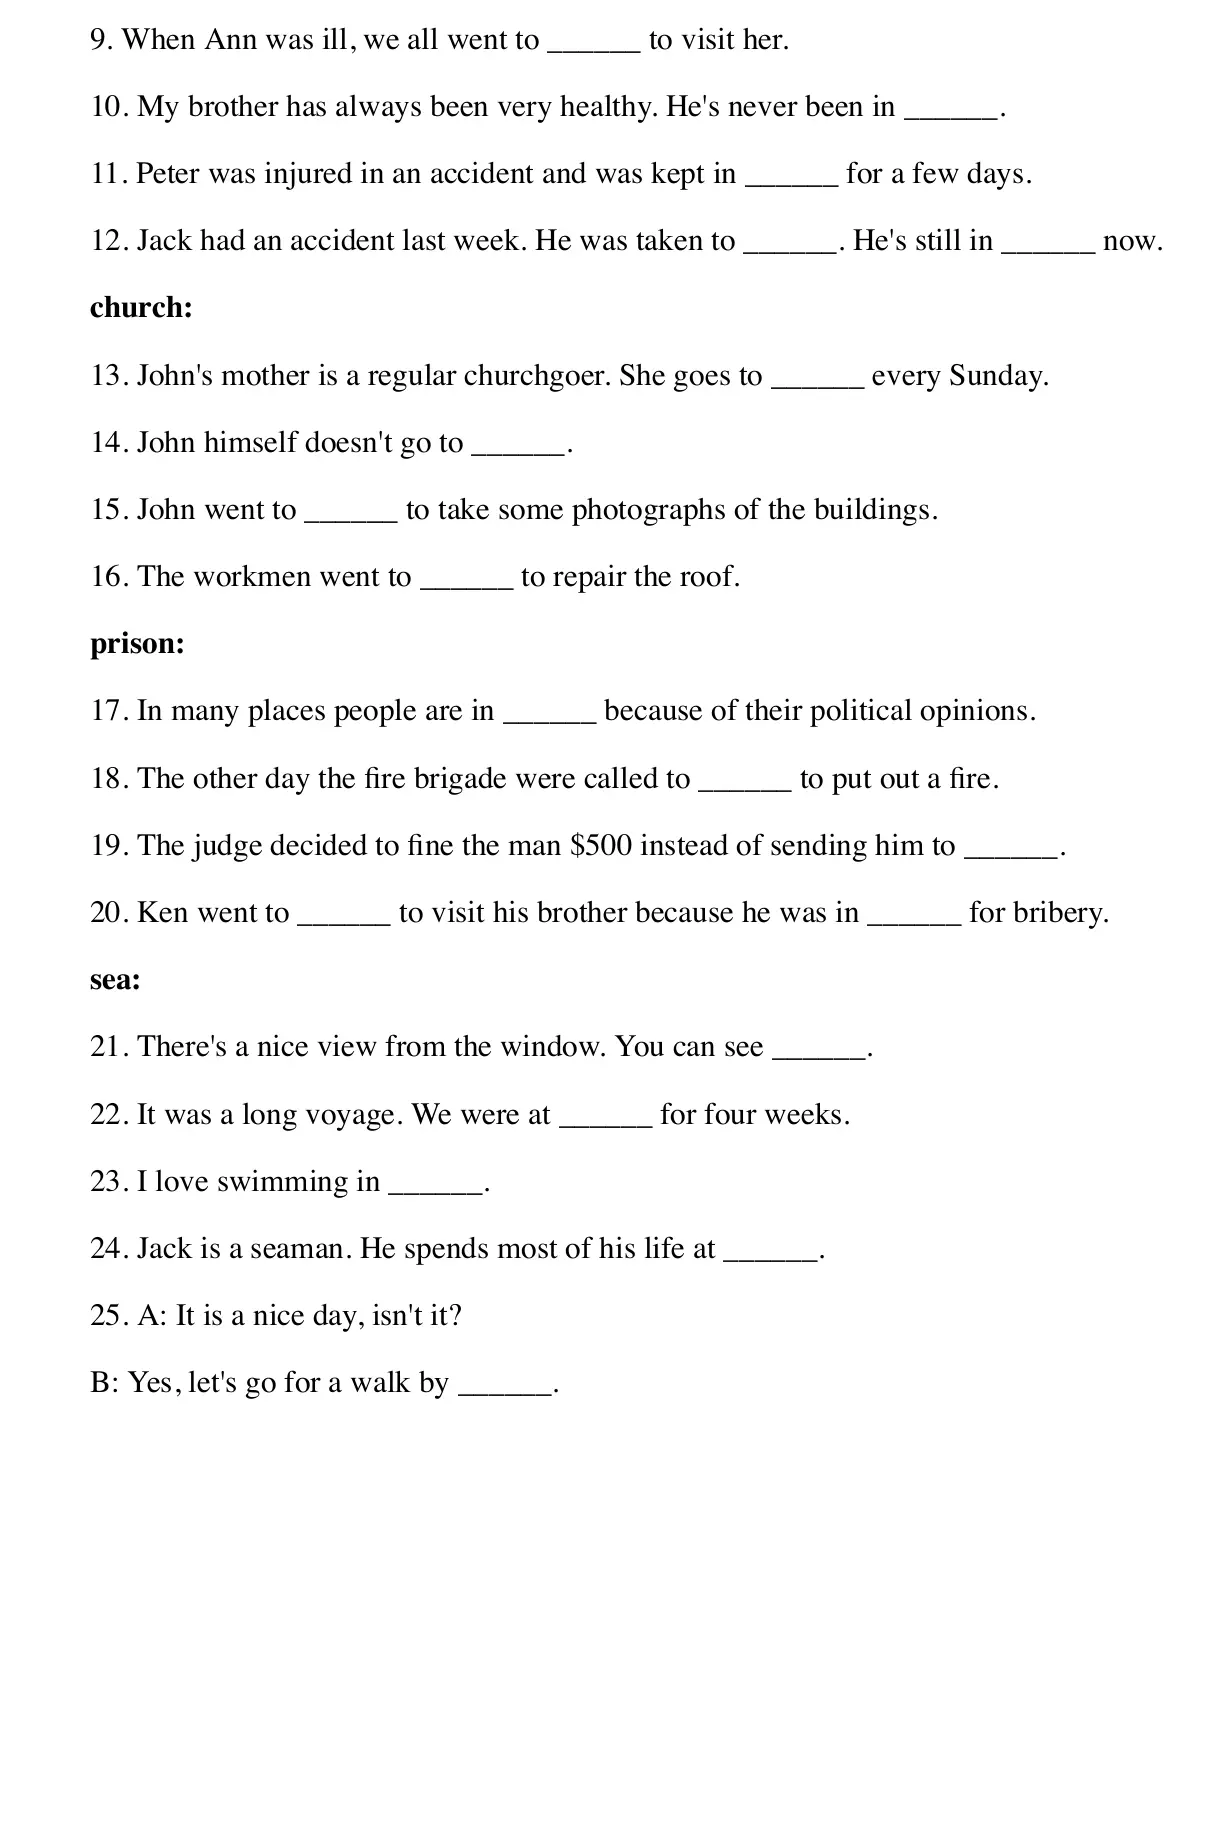 9. When Ann was ill, we all went to ______ to visit her.
10. My brother has always been very healthy. He's never been in ______.
11. Peter was injured in an accident and was kept in ______ for a few days.
12. Jack had an accident last week. He was taken to ______. He's still in ______ now.
church:
13. John's mother is a regular churchgoer. She goes to ______ every Sunday.
14. John himself doesn't go to ______.
15. John went to ______ to take some photographs of the buildings.
16. The workmen went to ______ to repair the roof.
prison:
17. In many places people are in ______ because of their political opinions.
18. The other day the fire brigade were called to ______ to put out a fire.
19. The judge decided to fine the man $500 instead of sending him to ______.
20. Ken went to ______ to visit his brother because he was in ______ for bribery.
sea:
21. There's a nice view from the window. You can see ______.
22. It was a long voyage. We were at ______ for four weeks.
23. I love swimming in ______.
24. Jack is a seaman. He spends most of his life at ______.
25. A: It is a nice day, isn't it?
B: Yes, let's go for a walk by ______.